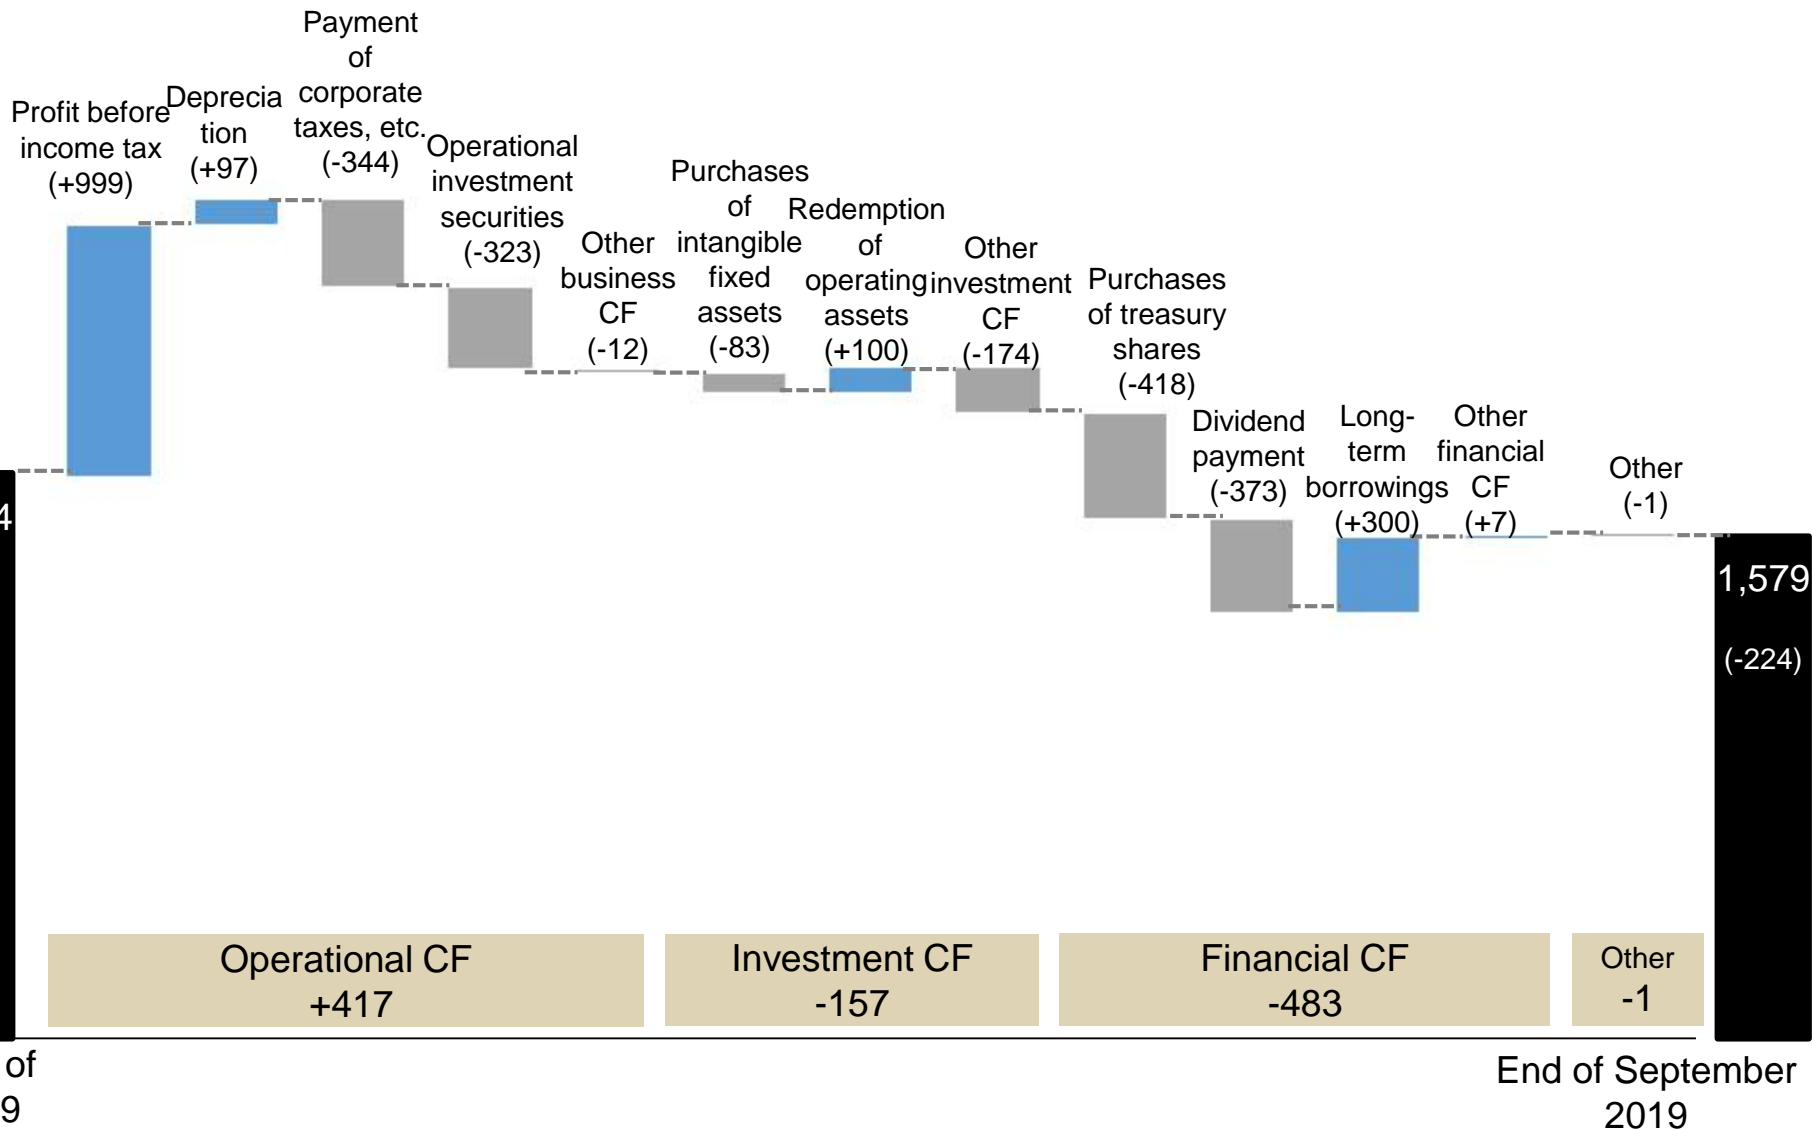 Profit before
income tax
(+999)
Deprecia
tion
(+97)
Payment
of
corporate
taxes, etc.
(-344)
Operational
investment
securities
(-323)
Other
business
CF
(-12)
Purchases
of
intangible
fixed
assets
(-83)
Redemption
of
operating
assets
(+100)
Other
investment
CF
(-174)
Purchases
of treasury
shares
(-418)
Dividend
payment
(-373)
Long-
term
borrowings
(+300)
Other
financial
CF
(+7)
Other
(-1)
4
1,579
(-224)
Operational CF
+417
Investment CF
-157
Financial CF
-483
Other
-1
of
9
End of September
2019